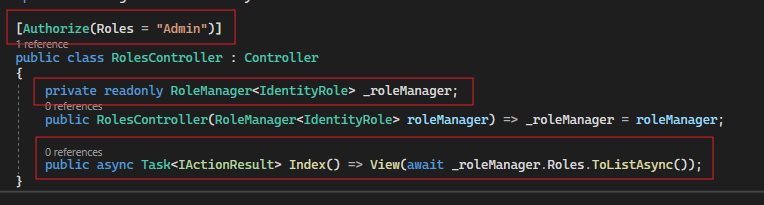 [Authorize(Roles = "Admin")]
1 reference
public class RolesController : Controller
{
private readonly RoleManager<IdentityRole> _roleManager;
0 references
public RolesController(RoleManager<IdentityRole> roleManager) => _roleManager = roleManager;
0 references
public async Task<IActionResult> Index() => View(await _roleManager.Roles.ToListAsync());
}